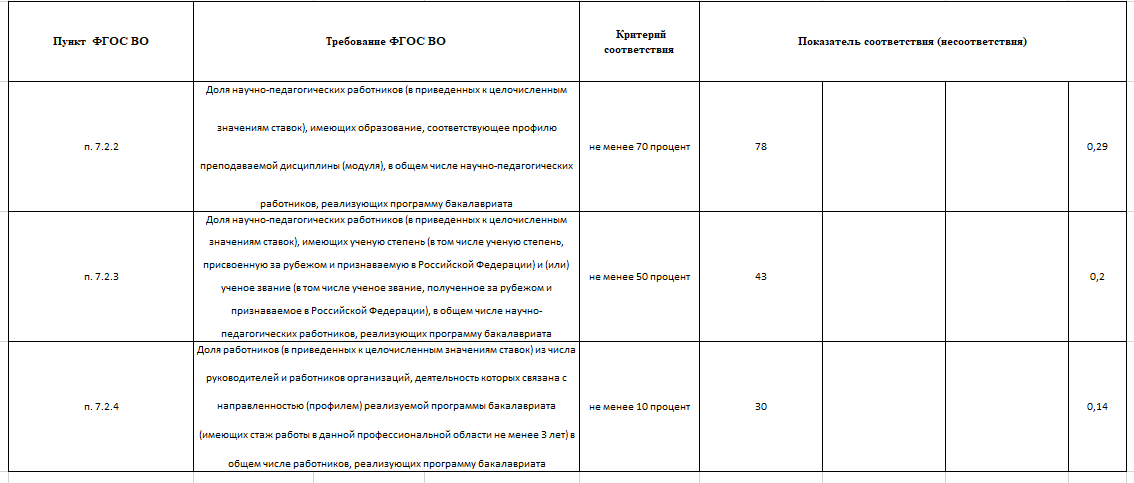 Пункт ФГОС ВО
Требование ФГОС ВО
Критерий
соответствия
Показатель соответствия (несоответствия)
п. 7.2.2
Доля научно-педагогических работников (в приведенных к целочисленным
значениям ставок), имеющих образование, соответствующее профилю
преподаваемой дисциплины (модуля), в общем числе научно-педагогических
работников, реализующих программу бакалавриата
не менее 70 процент
78
0,29
п. 7.2.3
Доля научно-педагогических работников (в приведенных к целочисленным
значениям ставок), имеющих ученую степень (в том числе ученую степень,
присвоенную за рубежом и признаваемую в Российской Федерации) и (или)
ученое звание (в том числе ученое звание, полученное за рубежом и
признаваемое в Российской Федерации), в общем числе научно-
педагогических работников, реализующих программу бакалавриата
не менее 50 процент
43
0,2
п. 7.2.4
Доля работников (в приведенных к целочисленным значениям ставок) из числа
руководителей и работников организаций, деятельность которых связана с
направленностью (профилем) реализуемой программы бакалавриата
(имеющих стаж работы в данной профессиональной области не менее 3 лет) в
общем числе работников, реализующих программу бакалавриата
не менее 10 процент
30
0,14